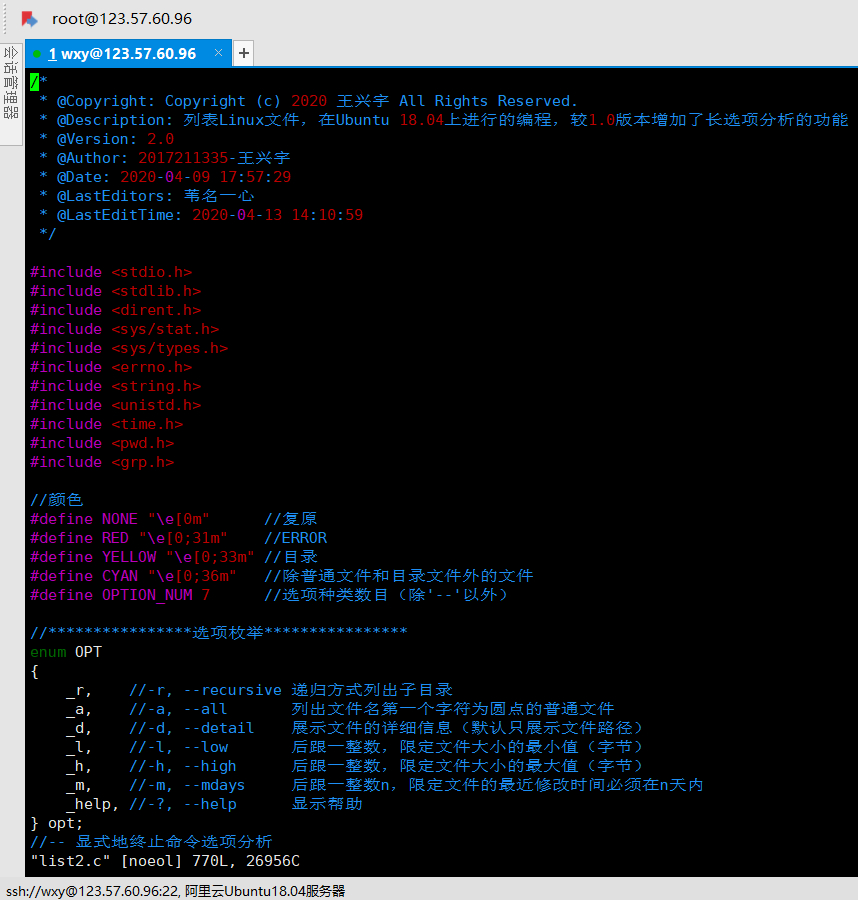 root@123.57.60.96
会话管理器
1 wxy@123.57.60.96 × +
/*
 * @Copyright: Copyright (c) 2020 王兴宇 All Rights Reserved.
 * @Description: 列表Linux文件，在Ubuntu 18.04上进行的编程，较1.0版本增加了长选项分析的功能
 * @Version: 2.0
 * @Author: 2017211335-王兴宇
 * @Date: 2020-04-09 17:57:29
 * @LastEditors: 苇名一心
 * @LastEditTime: 2020-04-13 14:10:59
 */
#include <stdio.h>
#include <stdlib.h>
#include <dirent.h>
#include <sys/stat.h>
#include <sys/types.h>
#include <errno.h>
#include <string.h>
#include <unistd.h>
#include <time.h>
#include <pwd.h>
#include <grp.h>
//颜色
#define NONE "\e[0m"      //复原
#define RED "\e[0;31m"    //ERROR
#define YELLOW "\e[0;33m" //目录
#define CYAN "\e[0;36m"   //除普通文件和目录文件外的文件
#define OPTION_NUM 7      //选项种类数目（除'--'以外）
//****************选项枚举****************
enum OPT
{
    _r,    //-r, --recursive 递归方式列出子目录
    _a,    //-a, --all       列出文件名第一个字符为圆点的普通文件
    _d,    //-d, --detail    展示文件的详细信息（默认只展示文件路径）
    _l,    //-l, --low       后跟一整数，限定文件大小的最小值（字节）
    _h,    //-h, --high      后跟一整数，限定文件大小的最大值（字节）
    _m,    //-m, --mdays     后跟一整数n，限定文件的最近修改时间必须在n天内
    _help, //-?, --help      显示帮助
} opt;
//-- 显式地终止命令选项分析
"list2.c" [noeol] 770L, 26956C
ssh://wxy@123.57.60.96:22, 阿里云Ubuntu18.04服务器